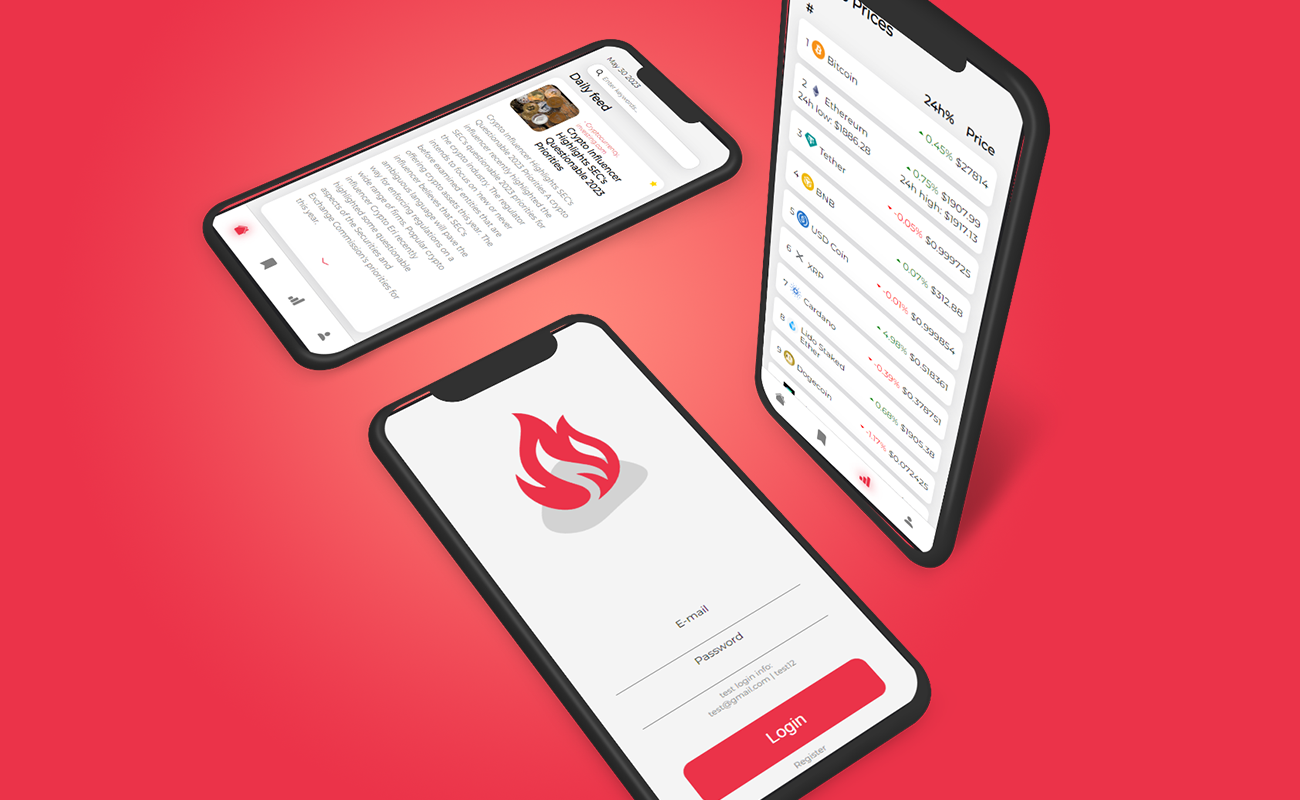 May 30 2023
Enter keywords...
Daily feed
Cryptocurrency,
Crypto Influencer
Highlights SEC's
Questionable 2023
Priorities
Crypto Influencer Highlights SEC's
Questionable 2023 Priorities A crypto
influencer recently highlighted the
SEC's questionable 2023 priorities for
the crypto industry. The regulator
intends to focus on 'new or never
before examined' entities that are
offering crypto assets this year. The
influencer believes that SEC's
ambiguous language will pave the
way for enforcing regulations on a
wide range of firms. Popular crypto
influencer Crypto Eri recently
highlighted some questionable
aspects of the Securities and
Exchange Commission's priorities for
this year.
Prices
# 24h% Price
1 Bitcoin 0.45% $27814
2 Ethereum 0.75% $1907.99
24h low: $1886.28 24h high: $1917.13
3 Tether -0.05% $0.999725
4 BNB 0.07% $312.88
5 USD Coin -0.01% $0.999854
6 XRP 4.98% $0.518361
7 Cardano -0.39% $0.378751
8 Lido Staked
Ether 0.68% $1905.38
9 Dogecoin -1.17% $0.072425
E-mail
Password
test login info:
test@gmail.com | test12
Login
Register